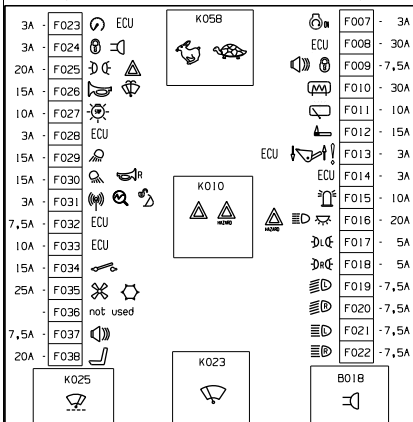 K058
3A - F023 ECU
3A - F024
20A - F025
15A - F026
10A - F027 STOP
3A - F028 ECU
15A - F029
15A - F030 R
3A - F031
7,5A - F032 ECU
10A - F033 ECU
15A - F034
25A - F035
- F036 not used
7,5A - F037
20A - F038
K010
HAZARD
K025
K023
ON F007 - 3A
ECU F008 - 30A
F009 - 7,5A
F010 - 30A
F011 - 10A
F012 - 15A
ECU F013 - 3A
ECU F014 - 3A
F015 - 10A
HAZARD F016 - 20A
L F017 - 5A
R F018 - 5A
L F019 - 7,5A
R F020 - 7,5A
L F021 - 7,5A
R F022 - 7,5A
B018